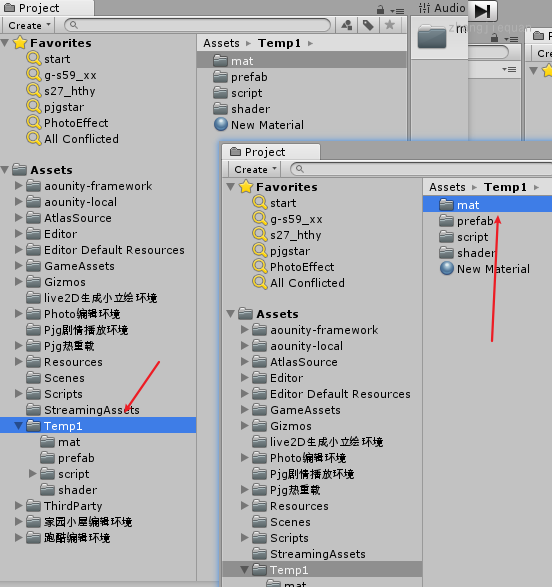 Project
Create
Favorites
start
g-s59_xx
s27_hthy
pjgstar
PhotoEffect
All Conflicted
Assets
aounity-framework
aounity-local
AtlasSource
Editor
Editor Default Resources
GameAssets
Gizmos
live2D生成小立绘环境
Photo编辑环境
Pjg剧情播放环境
Pjg热重载
Resources
Scenes
Scripts
StreamingAssets
Temp1
mat
prefab
script
shader
ThirdParty
家园小屋编辑环境
跑酷编辑环境
Assets Temp1
mat
prefab
script
shader
New Material
Audio
Project
Create
Favorites
start
g-s59_xx
s27_hthy
pjgstar
PhotoEffect
All Conflicted
Assets
aounity-framework
aounity-local
AtlasSource
Editor
Editor Default Resources
GameAssets
Gizmos
live2D生成小立绘环境
Photo编辑环境
Pjg剧情播放环境
Pjg热重载
Resources
Scenes
Scripts
StreamingAssets
Temp1
mat
Assets Temp1
mat
prefab
script
shader
New Material